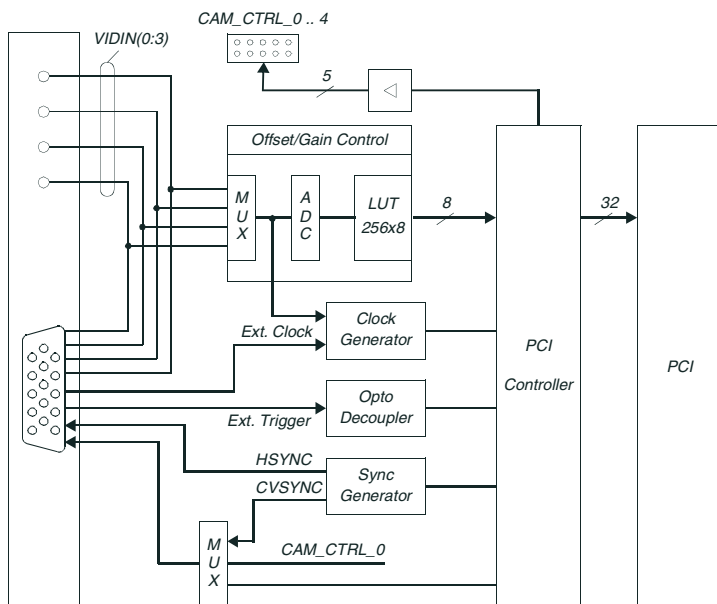 CAM_CTRL_0 .. 4
VIDIN(0:3)
5
Offset/Gain Control
M
U
X
A
D
C
LUT
256x8
8
32
Clock
Generator
Ext. Clock
PCI
Controller
PCI
Opto
Decoupler
Ext. Trigger
HSYNC
Sync
Generator
CVSYNC
M
U
X
CAM_CTRL_0